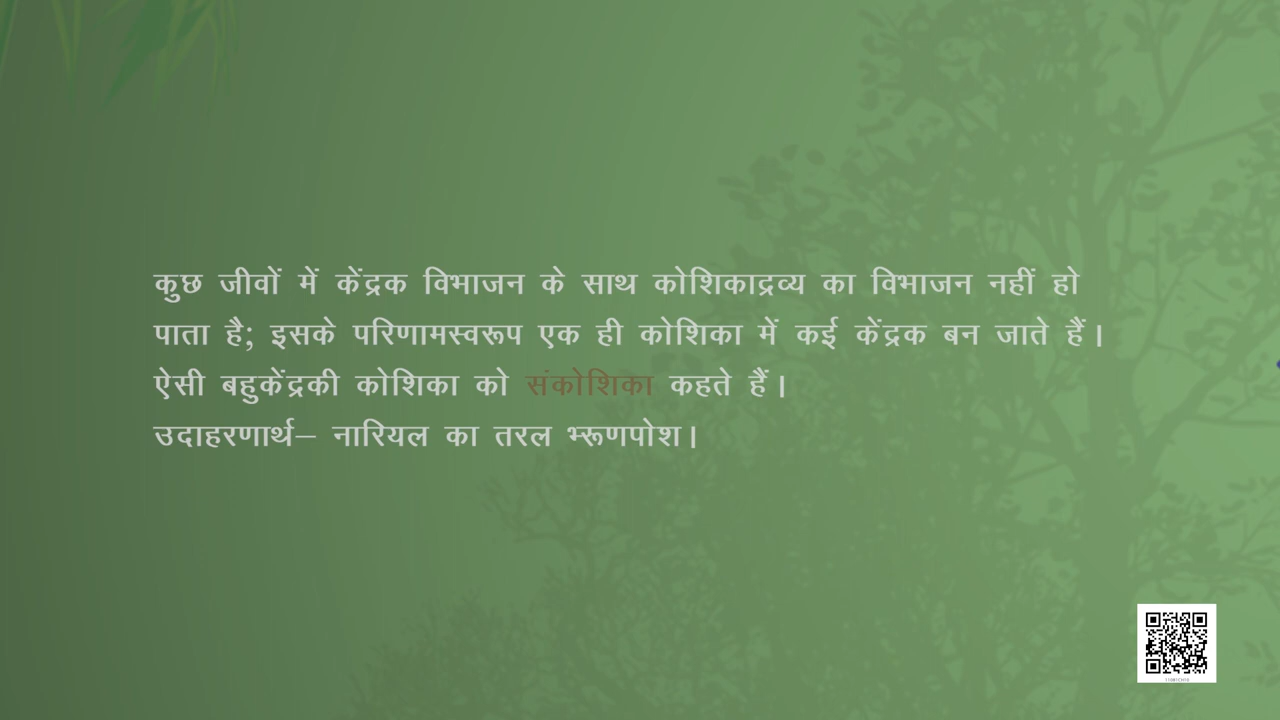 कुछ जीवों में केंद्रक विभाजन के साथ कोशिकाद्रव्य का विभाजन नहीं हो
पाता है; इसके परिणामस्वरूप एक ही कोशिका में कई केंद्रक बन जाते हैं।
ऐसी बहुकेंद्रकी कोशिका को संकोशिका कहते हैं।
उदाहरणार्थ– नारियल का तरल भ्रूणपोश।